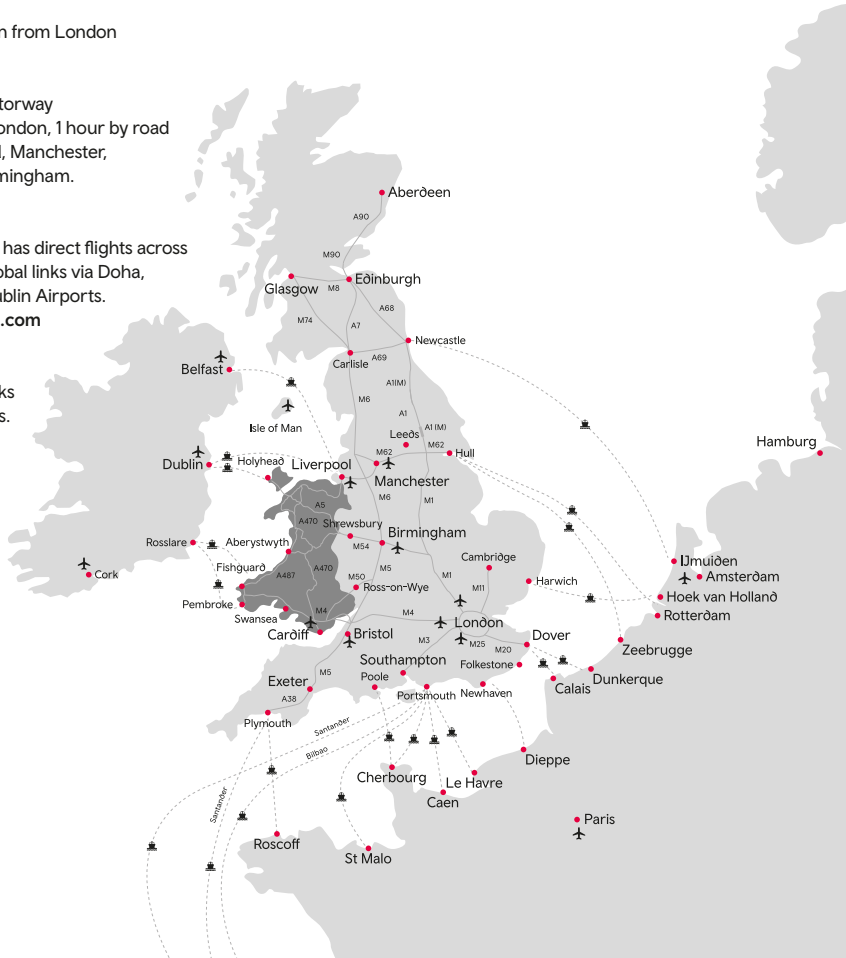 n from London
torway
ondon, 1 hour by road
l, Manchester,
mingham.
has direct flights across
obal links via Doha,
ublin Airports.
.com
ks
s.
Aberdeen
A90
M90
Edinburgh
Glasgow
M8
A68
M74
A7
Newcastle
Carlisle
A69
Belfast
A1(M)
M6
A1
Isle of Man
A1 (M)
Leeds
M62
M62
Hull
Hamburg
Dublin
Holyhead
Liverpool
Manchester
M6
M1
A5
A470
Shrewsbury
Birmingham
Rosslare
Aberystwyth
M54
Cambridge
IJmuiden
Cork
Fishguard
A487
A470
M5
M50
Ross-on-Wye
M1
M11
Harwich
Amsterdam
Hoek van Holland
Pembroke
Swansea
M4
M4
London
Rotterdam
Cardiff
Bristol
M3
M25
M20
Dover
Zeebrugge
Southampton
Folkestone
Exeter
M5
Poole
Calais
Dunkerque
A38
Portsmouth
Newhaven
Plymouth
Santander
Bilbao
Dieppe
Cherbourg
Le Havre
Santander
Caen
Paris
Roscoff
St Malo